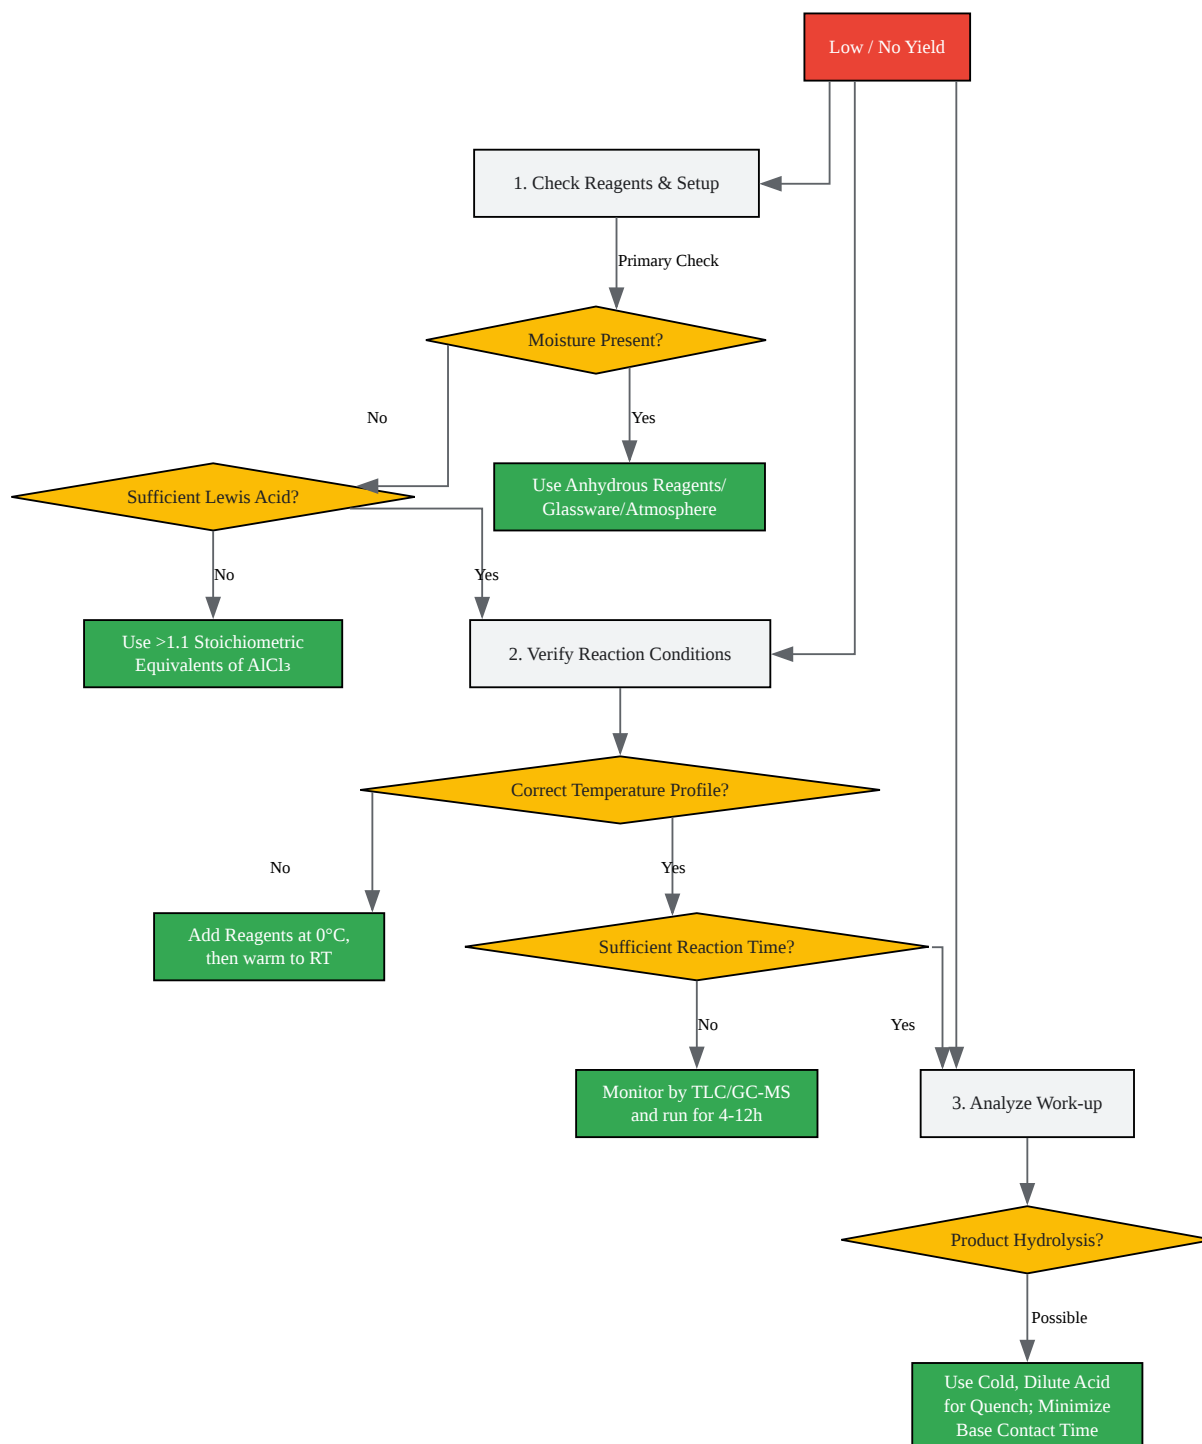 Low / No Yield
1. Check Reagents & Setup
Primary Check
Moisture Present?
No
Yes
Sufficient Lewis Acid?
Use Anhydrous Reagents/
Glassware/Atmosphere
No
Yes
Use >1.1 Stoichiometric
Equivalents of AlCl₃
2. Verify Reaction Conditions
Correct Temperature Profile?
No
Yes
Add Reagents at 0°C,
then warm to RT
Sufficient Reaction Time?
No
Yes
Monitor by TLC/GC-MS
and run for 4-12h
3. Analyze Work-up
Product Hydrolysis?
Possible
Use Cold, Dilute Acid
for Quench; Minimize
Base Contact Time